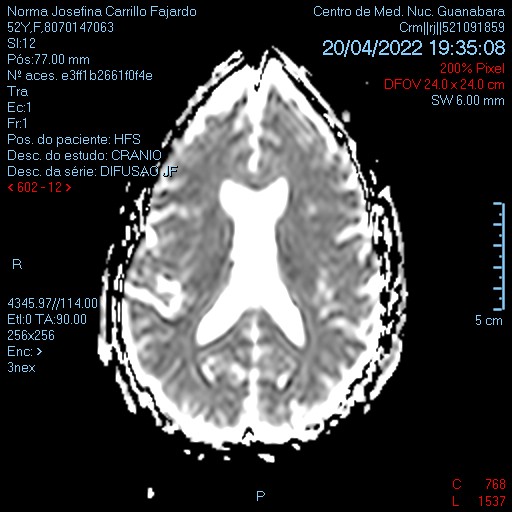 Norma Josefina Carrillo Fajardo
52Y,F,8070147063
Sl:12
Pós:77.00 mm
Nº aces. e3ff1b2661f0f4e
Tra
Ec:1
Fr:1
Pos. do paciente: HFS
Desc. do estudo: CRANIO
Desc. da série: DIFUSAO JF
< 602 - 12 >
Centro de Med. Nuc. Guanabara
Crm||rj||521091859
20/04/2022 19:35:08
200% Pixel
DFOV 24.0 x 24.0 cm
SW 6.00 mm
R
5 cm
4345.97//114.00
Etl:0 TA:90.00
256x256
Enc: >
3nex
P
C 768
L 1537